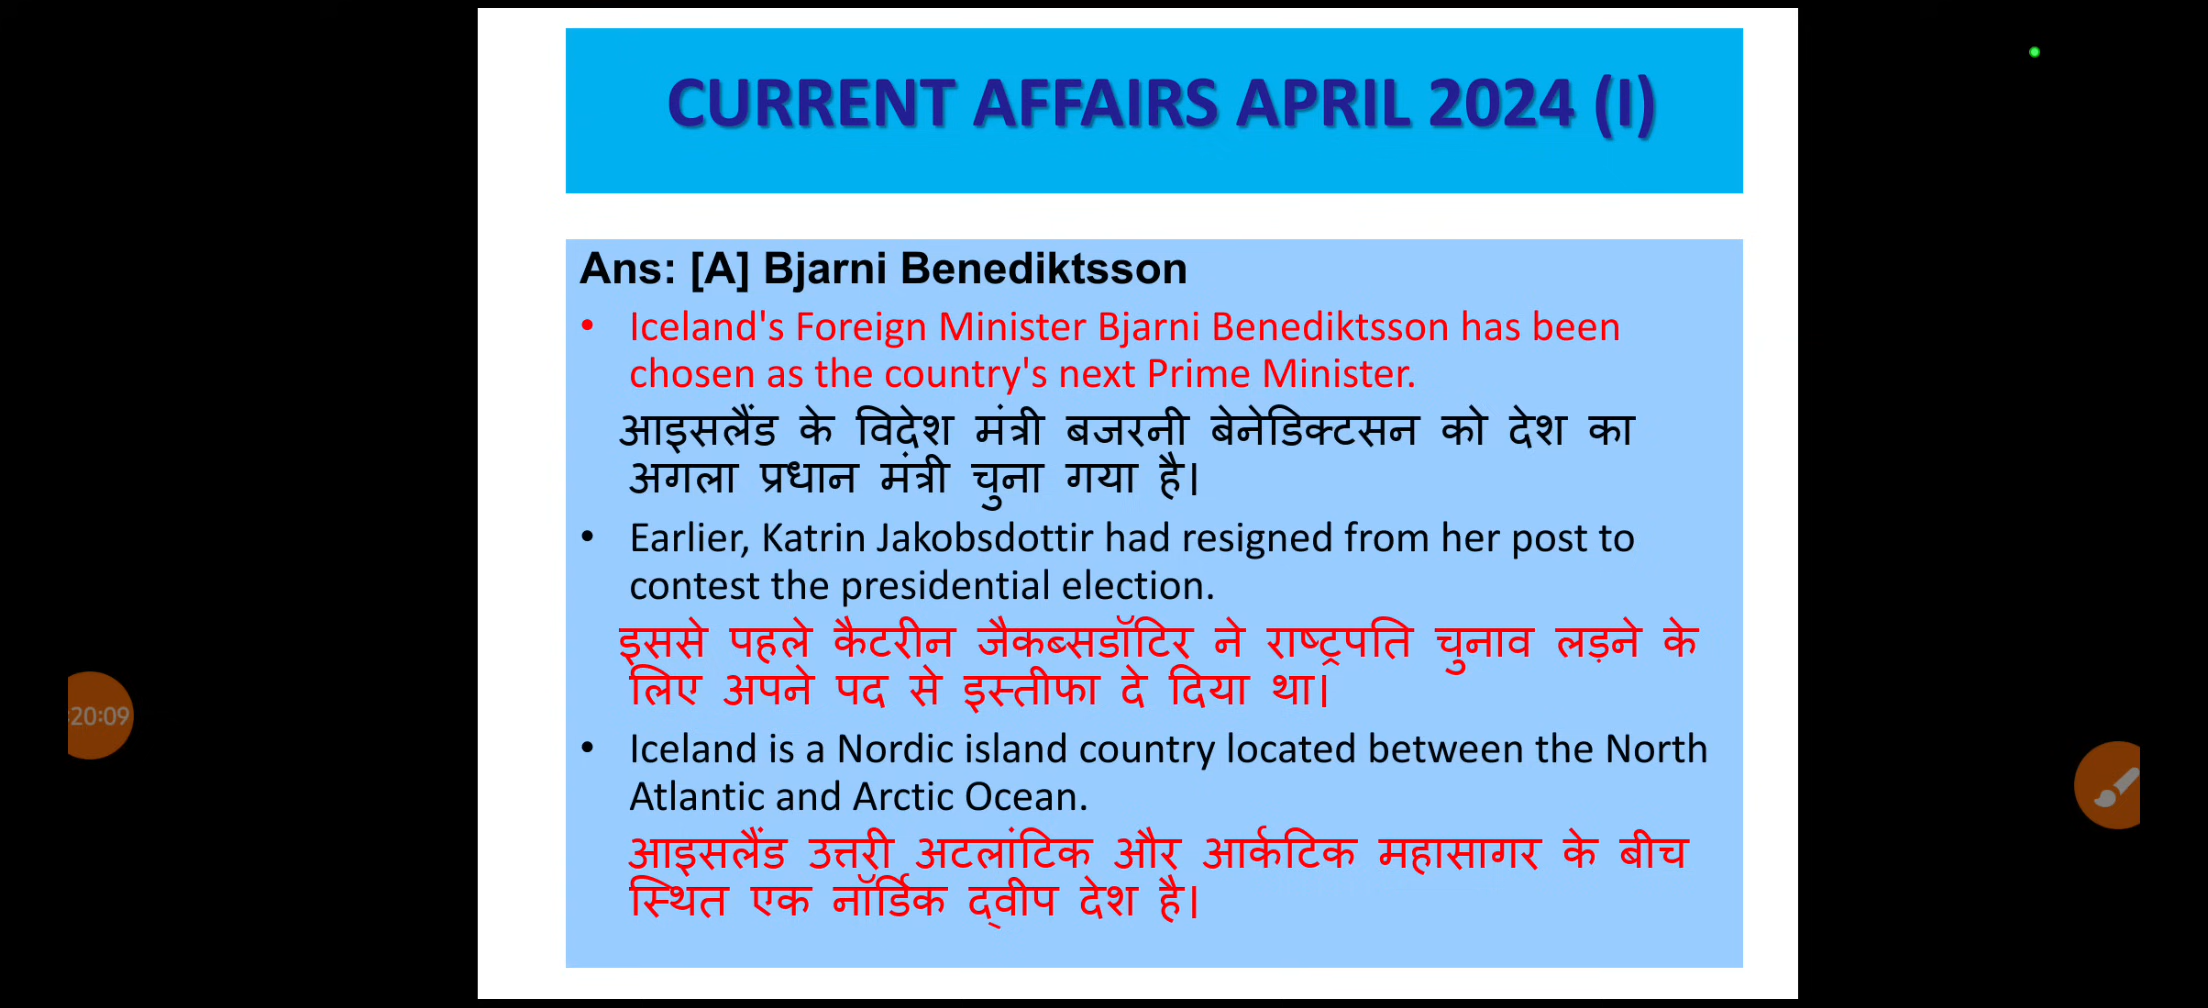 CURRENT AFFAIRS APRIL 2024 (I)
Ans: [A] Bjarni Benediktsson
• Iceland's Foreign Minister Bjarni Benediktsson has been
chosen as the country's next Prime Minister.
आइसलैंड के विदेश मंत्री बजरनी बेनेडिक्टसन को देश का
अगला प्रधान मंत्री चुना गया है।
• Earlier, Katrin Jakobsdottir had resigned from her post to
contest the presidential election.
इससे पहले कैटरीन जैकब्सडॉटिर ने राष्ट्रपति चुनाव लड़ने के
लिए अपने पद से इस्तीफा दे दिया था।
:20:09
• Iceland is a Nordic island country located between the North
Atlantic and Arctic Ocean.
आइसलैंड उत्तरी अटलांटिक और आर्कटिक महासागर के बीच
स्थित एक नॉर्डिक द्वीप देश है।